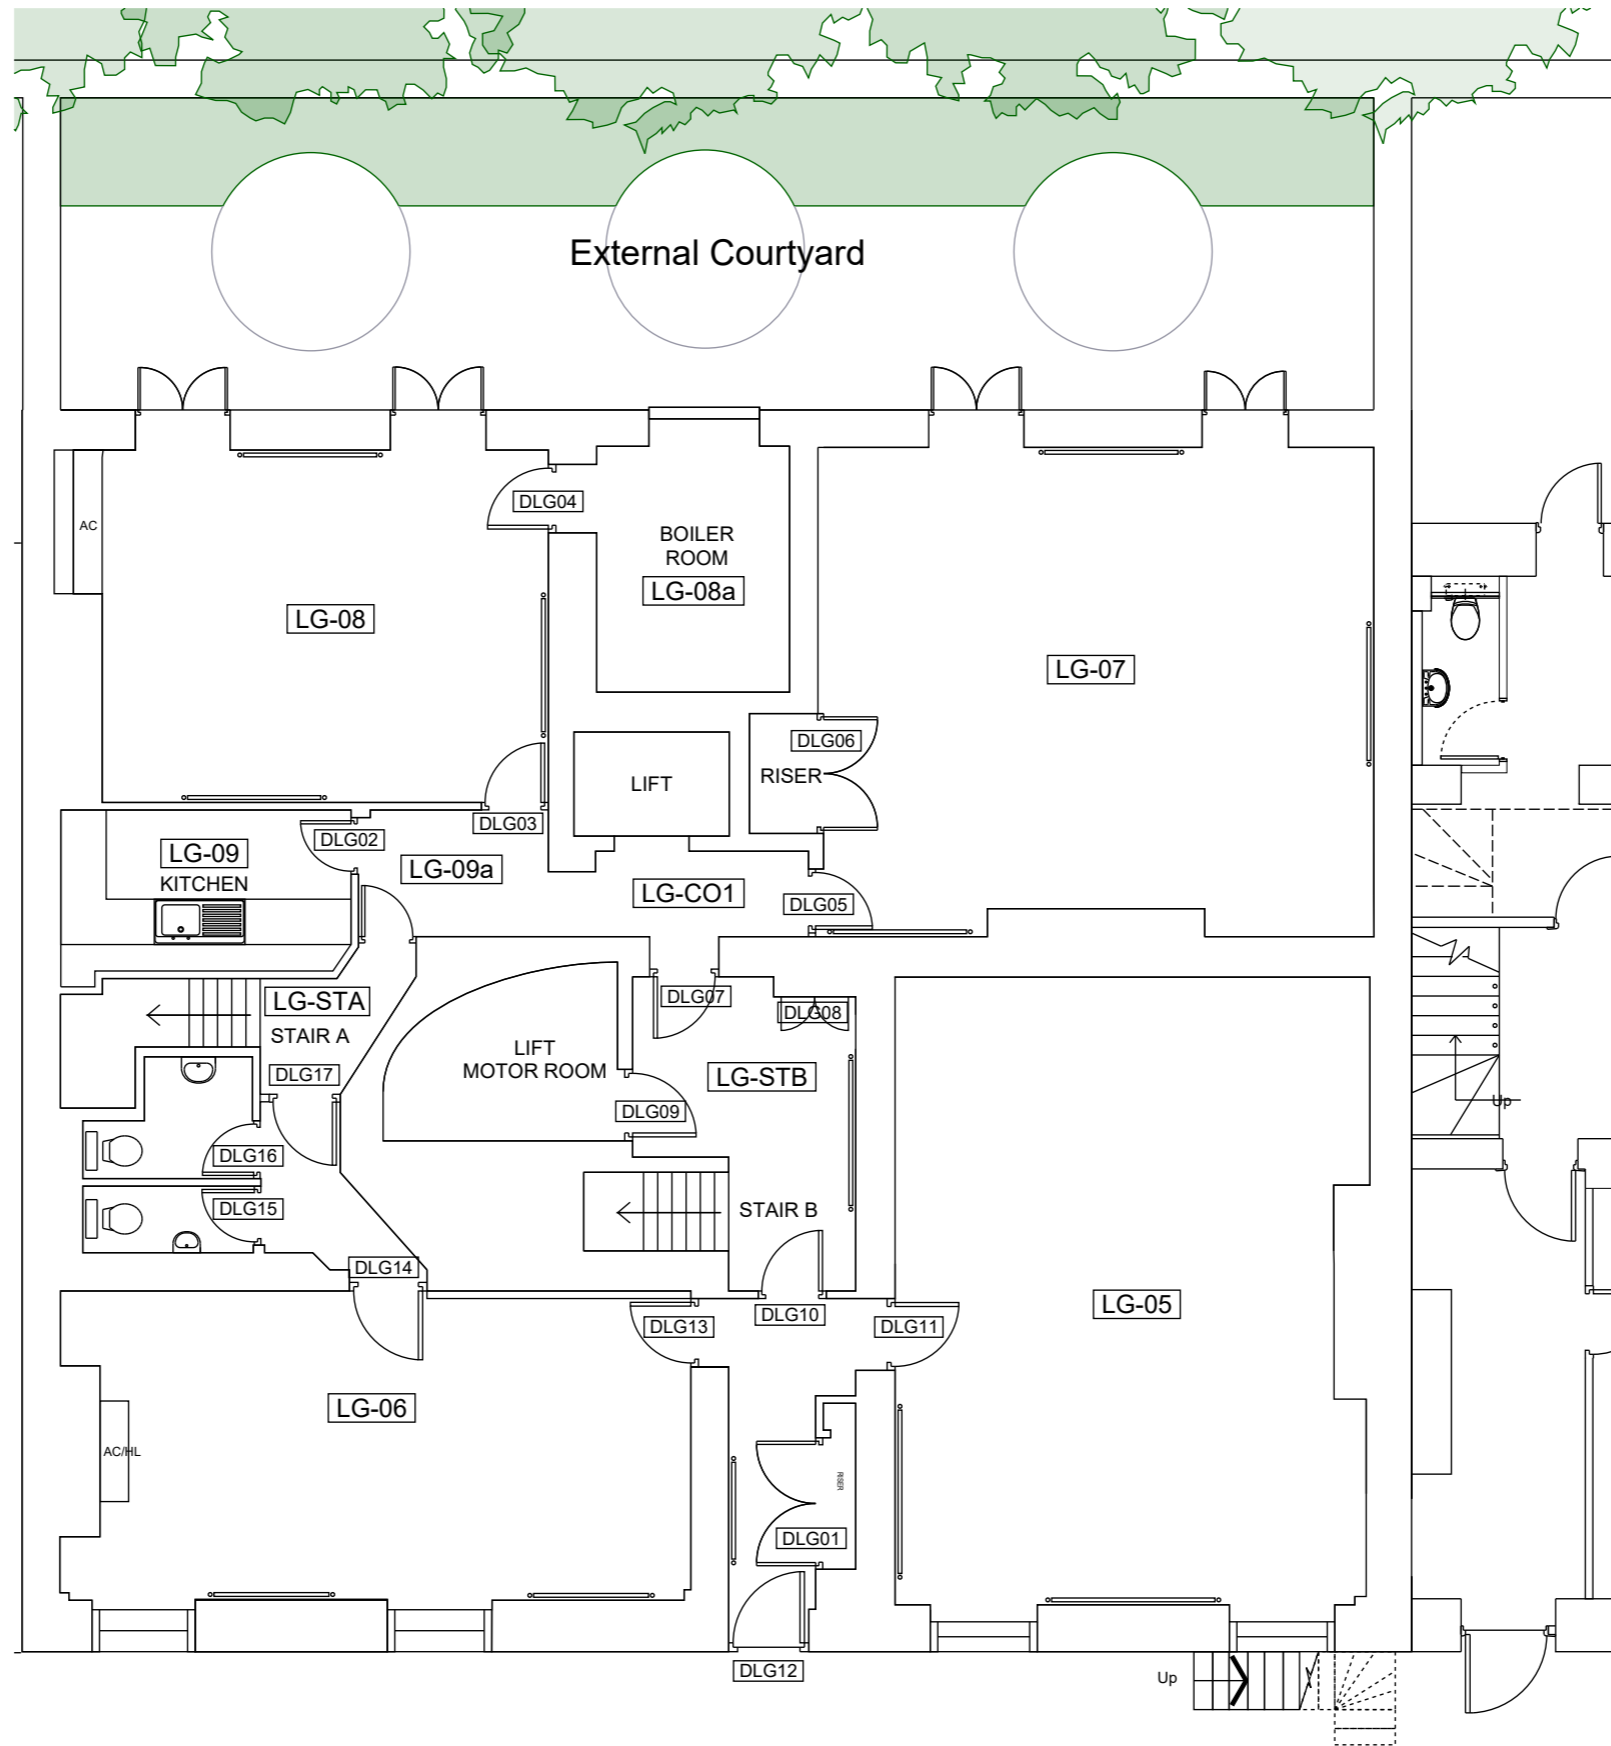 External Courtyard
DLG04
AC
BOILER
ROOM
LG-08a
LG-08
LG-07
DLG06
RISER
LIFT
DLG03
DLG02
LG-09
KITCHEN
LG-09a
LG-CO1
DLG05
DLG07
LG-STA
STAIR A
DLG08
LIFT
MOTOR ROOM
LG-STB
DLG17
DLG09
Up
DLG16
DLG15
STAIR B
DLG14
LG-05
DLG13
DLG10
DLG11
LG-06
AC/HL
RISER
DLG01
DLG12
Up